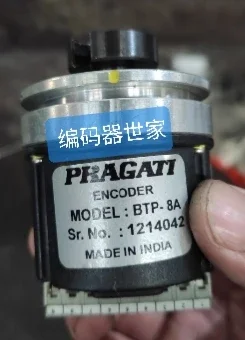 编码器世家
PRAGATI
ENCODER
MODEL : BTP- 8A
Sr. No. : 1214042
MADE IN INDIA